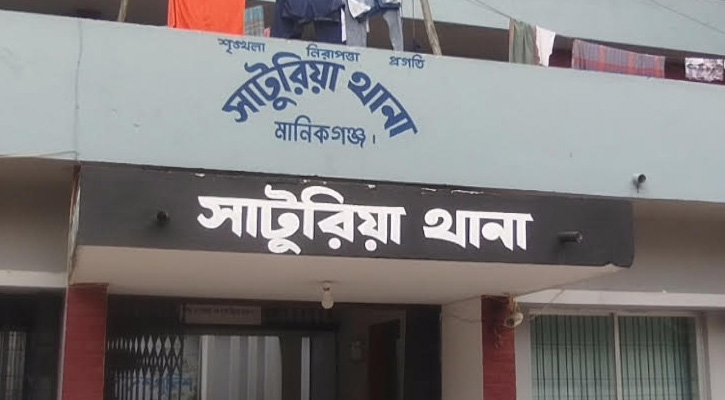 শৃঙ্খলা নিরাপত্তা প্রগতি
সাটুরিয়া থানা
মানিকগঞ্জ।
সাটুরিয়া থানা